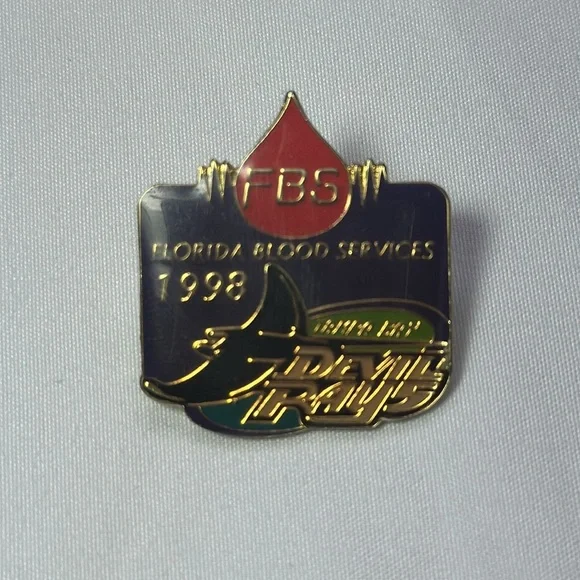 FBS
FLORIDA BLOOD SERVICES
1998
TAMPA BAY
DEVIL
RAYS